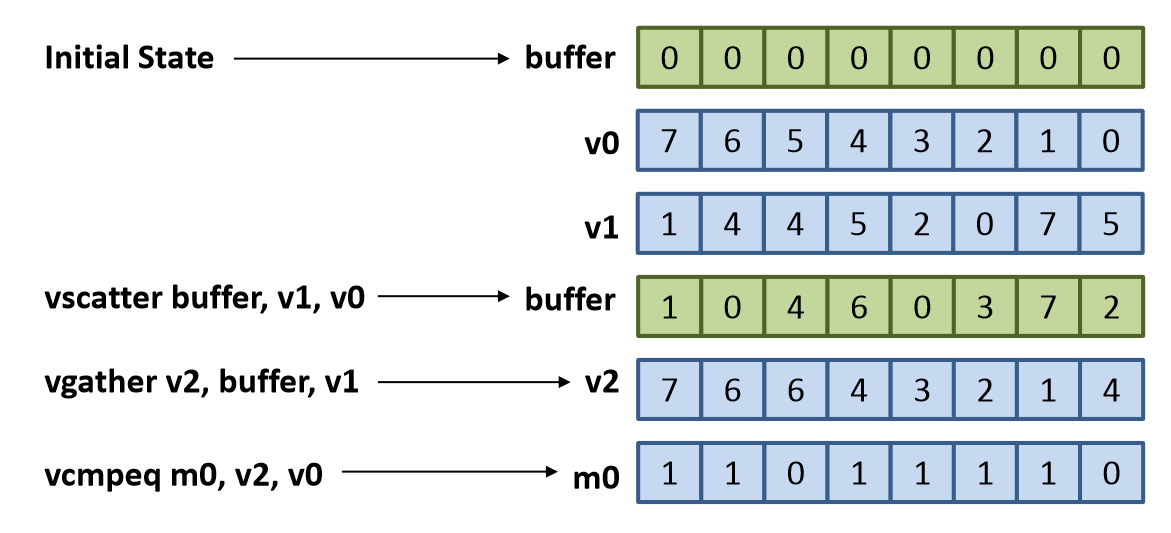 Initial State buffer 0 0 0 0 0 0 0 0
v0 7 6 5 4 3 2 1 0
v1 1 4 4 5 2 0 7 5
vscatter buffer, v1, v0 buffer 1 0 4 6 0 3 7 2
vgather v2, buffer, v1 v2 7 6 6 4 3 2 1 4
vcmpeq m0, v2, v0 m0 1 1 0 1 1 1 1 0